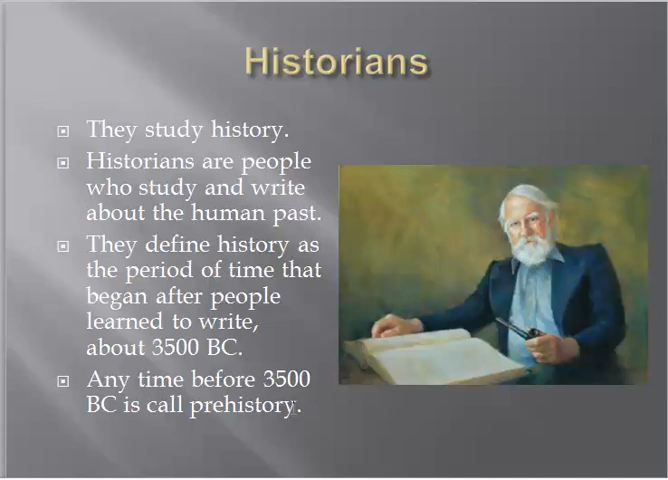 Historians
They study history.
Historians are people
who study and write
about the human past.
They define history as
the period of time that
began after people
learned to write,
about 3500 BC.
Any time before 3500
BC is call prehistory.